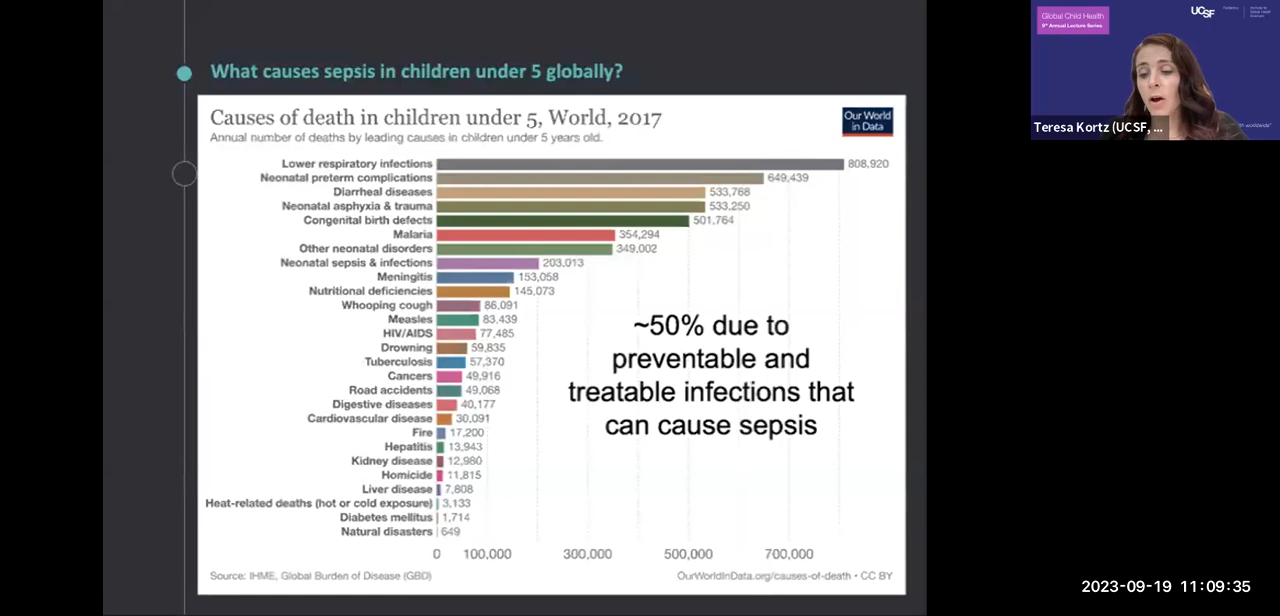 What causes sepsis in children under 5 globally?
Causes of death in children under 5, World, 2017
Annual number of deaths by leading causes in children under 5 years old.
Our World
in Data
Lower respiratory infections 808,920
Neonatal preterm complications 649,439
Diarrheal diseases 533,768
Neonatal asphyxia & trauma 533,250
Congenital birth defects 501,764
Malaria 354,294
Other neonatal disorders 349,002
Neonatal sepsis & infections 203,013
Meningitis 153,058
Nutritional deficiencies 145,073
Whooping cough 86,091
Measles 83,439
HIV/AIDS 77,485
Drowning 59,835
Tuberculosis 57,370
Cancers 49,916
Road accidents 49,068
Digestive diseases 40,177
Cardiovascular disease 30,091
Fire 17,200
Hepatitis 13,943
Kidney disease 12,980
Homicide 11,815
Liver disease 7,808
Heat-related deaths (hot or cold exposure) 3,133
Diabetes mellitus 1,714
Natural disasters 649
0 100,000 300,000 500,000 700,000
~50% due to
preventable and
treatable infections that
can cause sepsis
Source: IHME, Global Burden of Disease (GBD)
OurWorldInData.org/causes-of-death • CC BY
Global Child Health
9th Annual Lecture Series
UCSF
Teresa Kortz (UCSF, ...
worldwide"
2023-09-19 11:09:35